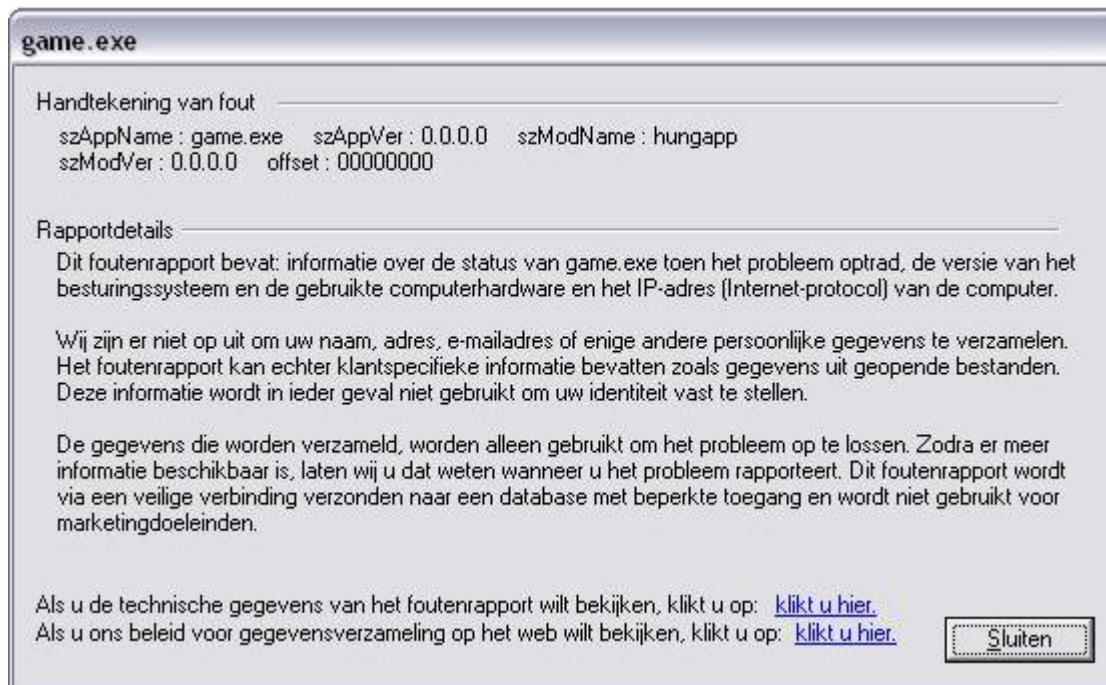 game.exe
Handtekening van fout
szAppName : game.exe szAppVer : 0.0.0.0 szModName : hungapp
szModVer : 0.0.0.0 offset : 00000000
Rapportdetails
Dit foutenrapport bevat: informatie over de status van game.exe toen het probleem optrad, de versie van het
besturingssysteem en de gebruikte computerhardware en het IP-adres (Internet-protocol) van de computer.
Wij zijn er niet op uit om uw naam, adres, e-mailadres of enige andere persoonlijke gegevens te verzamelen.
Het foutenrapport kan echter klantspecifieke informatie bevatten zoals gegevens uit geopende bestanden.
Deze informatie wordt in ieder geval niet gebruikt om uw identiteit vast te stellen.
De gegevens die worden verzameld, worden alleen gebruikt om het probleem op te lossen. Zodra er meer
informatie beschikbaar is, laten wij u dat weten wanneer u het probleem rapporteert. Dit foutenrapport wordt
via een veilige verbinding verzonden naar een database met beperkte toegang en wordt niet gebruikt voor
marketingdoeleinden.
Als u de technische gegevens van het foutenrapport wilt bekijken, klikt u op: klikt u hier.
Als u ons beleid voor gegevensverzameling op het web wilt bekijken, klikt u op: klikt u hier.
Sluiten